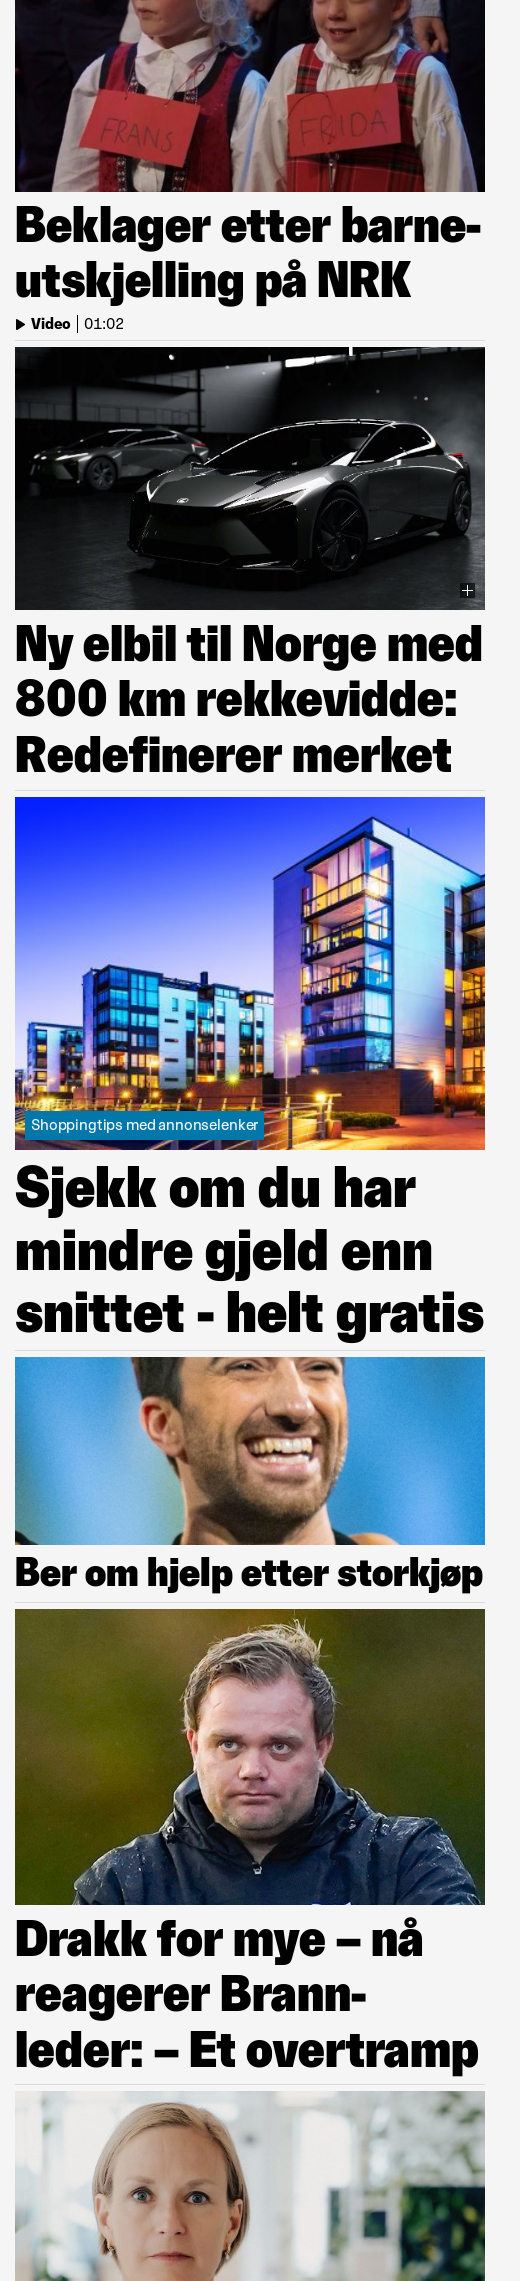 FRANS
FRIDA
Beklager etter barne-
utskjelling på NRK
Video | 01:02
Ny elbil til Norge med
800 km rekkevidde:
Redefinerer merket
Shoppingtips med annonselenker
Sjekk om du har
mindre gjeld enn
snittet - helt gratis
Ber om hjelp etter storkjøp
Drakk for mye – nå
reagerer Brann-
leder: – Et overtramp